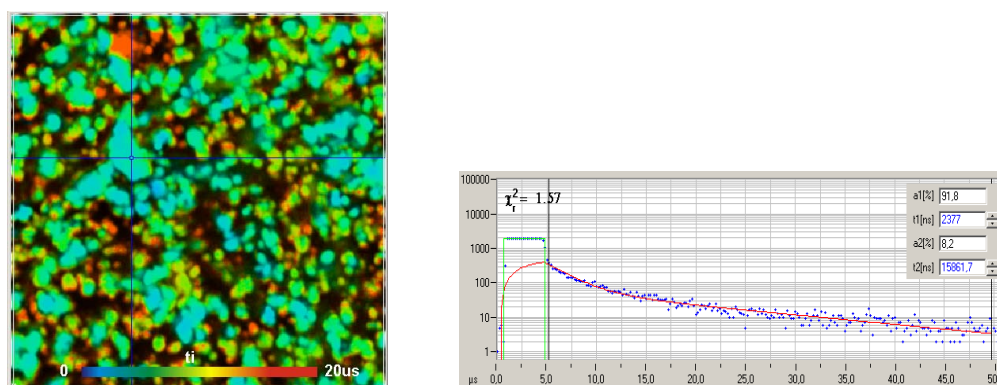 ti
0 20us
100000
χr²= 1.57
a1[%] 91,8
10000
t1[ns] 2377
1000
a2[%] 8,2
100
t2[ns] 15861,7
10
1
µs 0,0 5,0 10,0 15,0 20,0 25,0 30,0 35,0 40,0 45,0 50